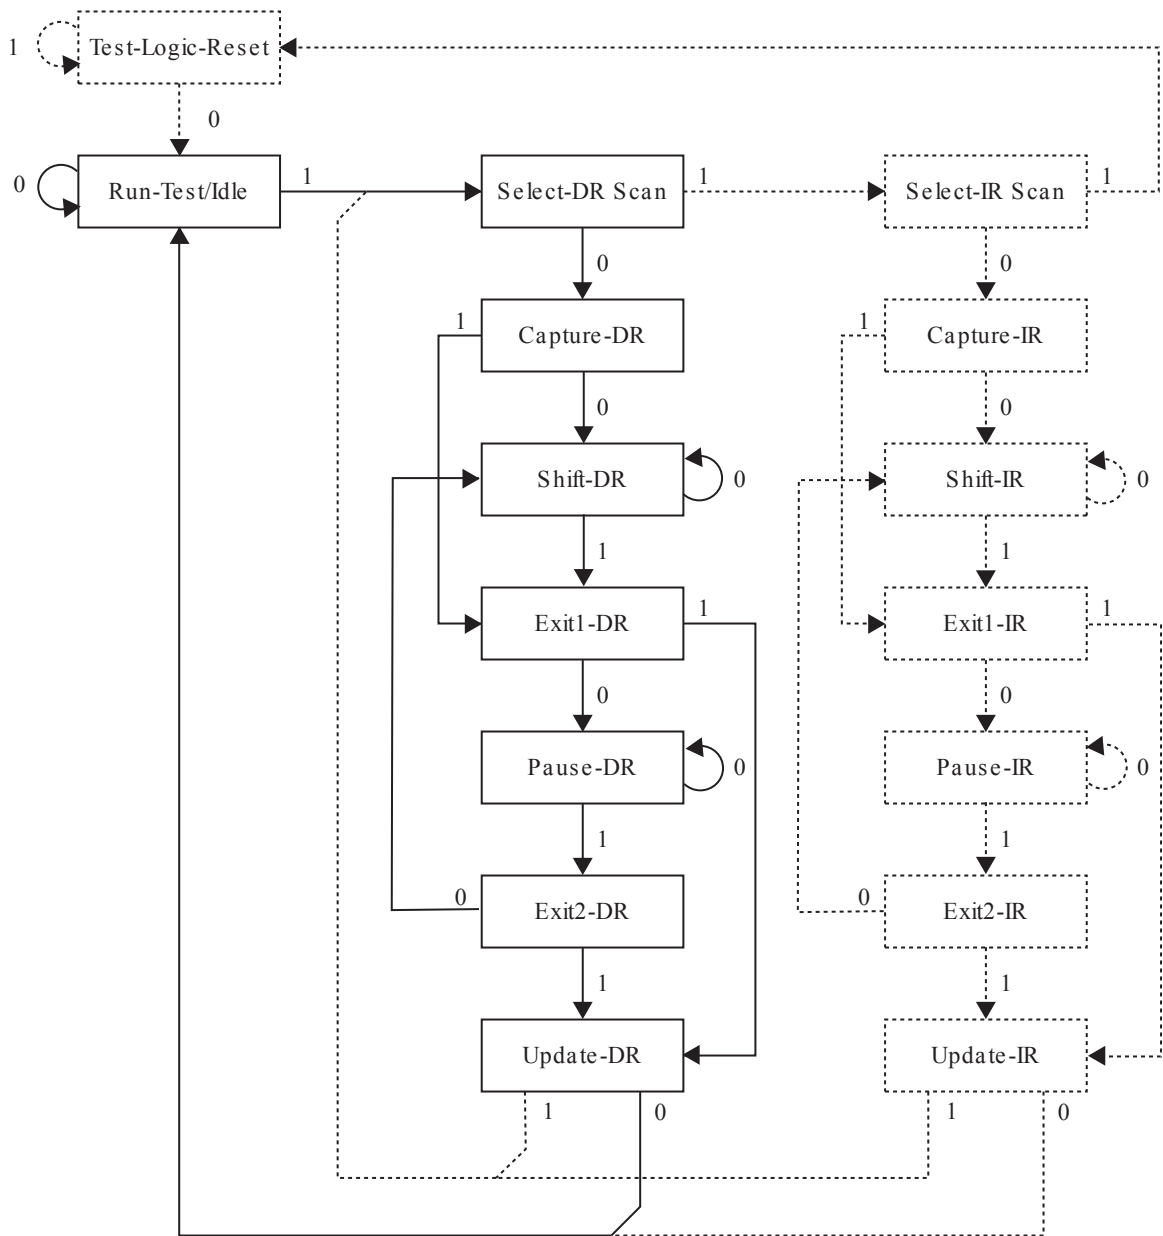 1 Test-Logic-Reset
0
0 Run-Test/Idle 1 Select-DR Scan 1 Select-IR Scan 1
0 0
1 Capture-DR 1 Capture-IR
0 0
Shift-DR 0 Shift-IR 0
1 1
Exit1-DR 1 Exit1-IR 1
0 0
Pause-DR 0 Pause-IR 0
1 1
0 Exit2-DR 0 Exit2-IR
1 1
Update-DR Update-IR
1 0 1 0